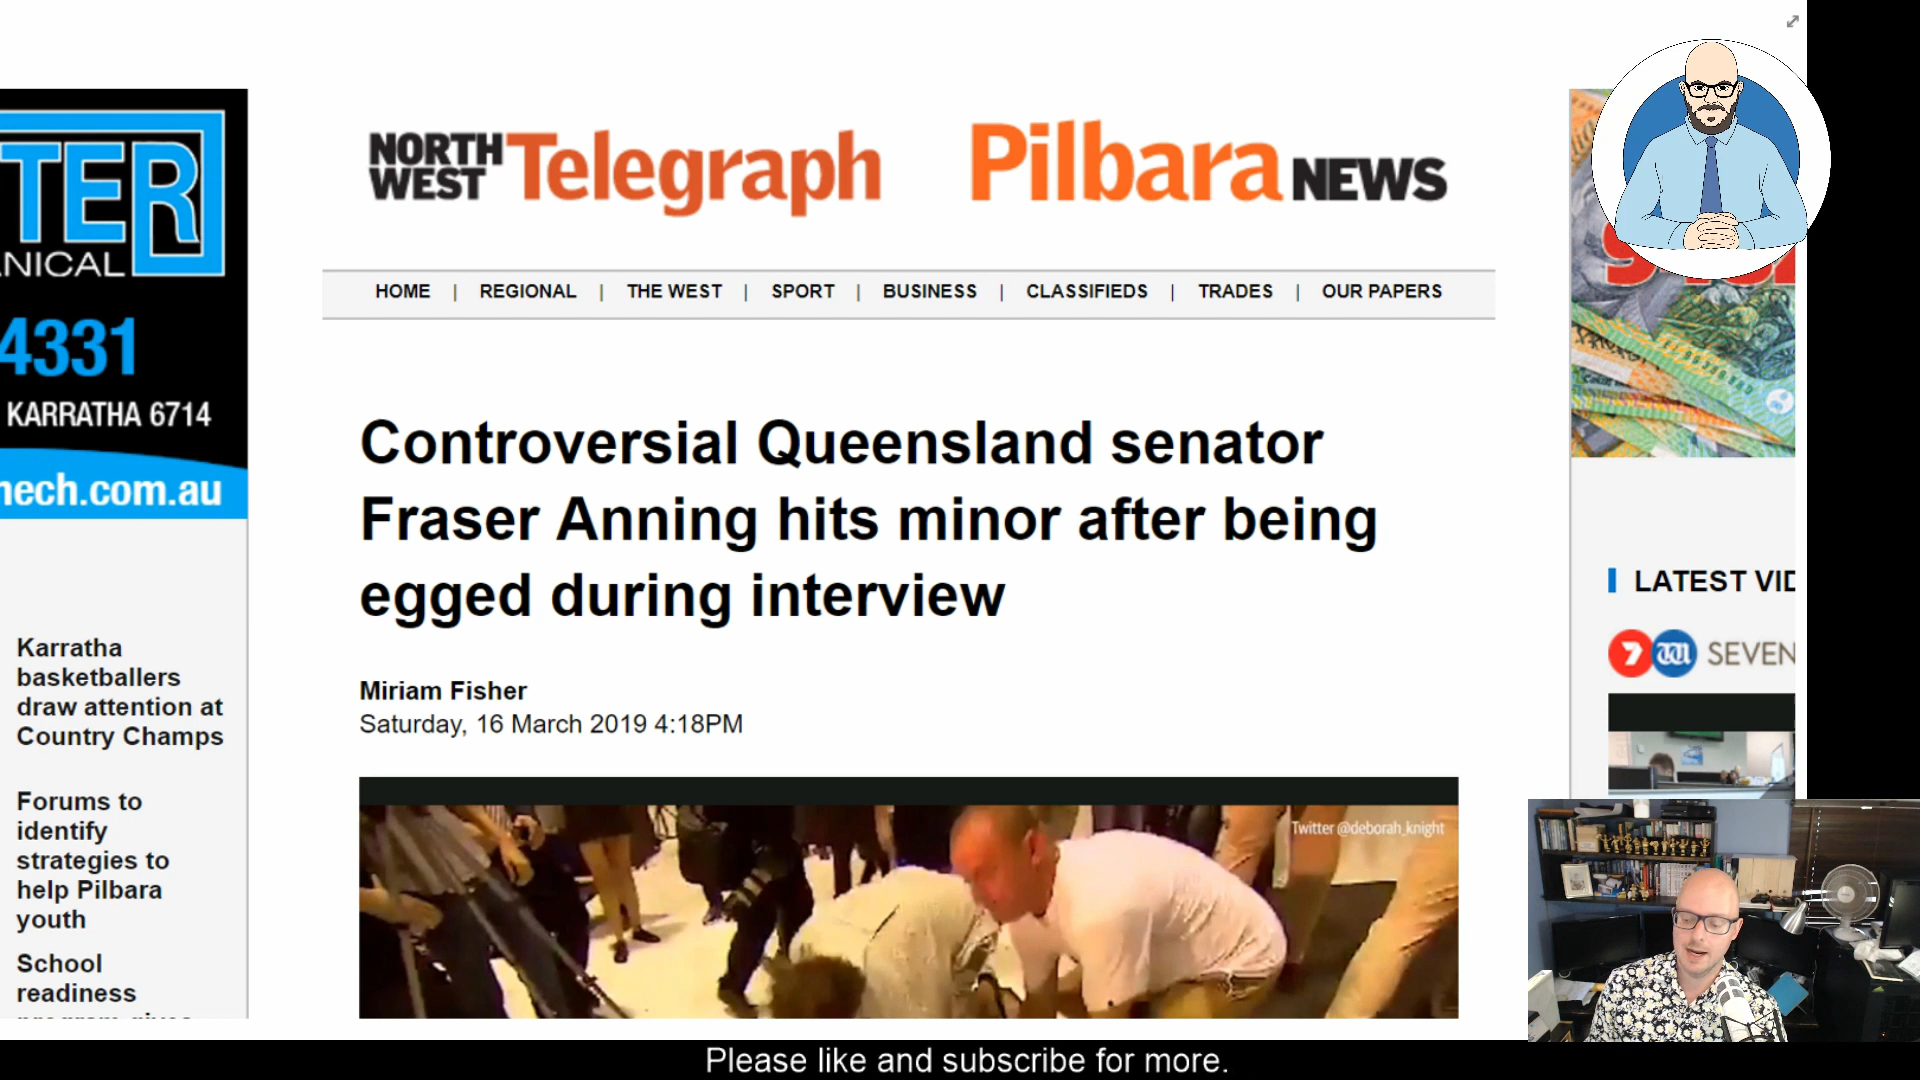 TER
NICAL
4331
KARRATHA 6714
nech.com.au
Karratha
basketballers
draw attention at
Country Champs
Forums to
identify
strategies to
help Pilbara
youth
School
readiness
NORTH WEST Telegraph
Pilbara NEWS
HOME | REGIONAL | THE WEST | SPORT | BUSINESS | CLASSIFIEDS | TRADES | OUR PAPERS
Controversial Queensland senator
Fraser Anning hits minor after being
egged during interview
Miriam Fisher
Saturday, 16 March 2019 4:18PM
Twitter @deborah_knight
LATEST VID
7
SEVEN
Please like and subscribe for more.